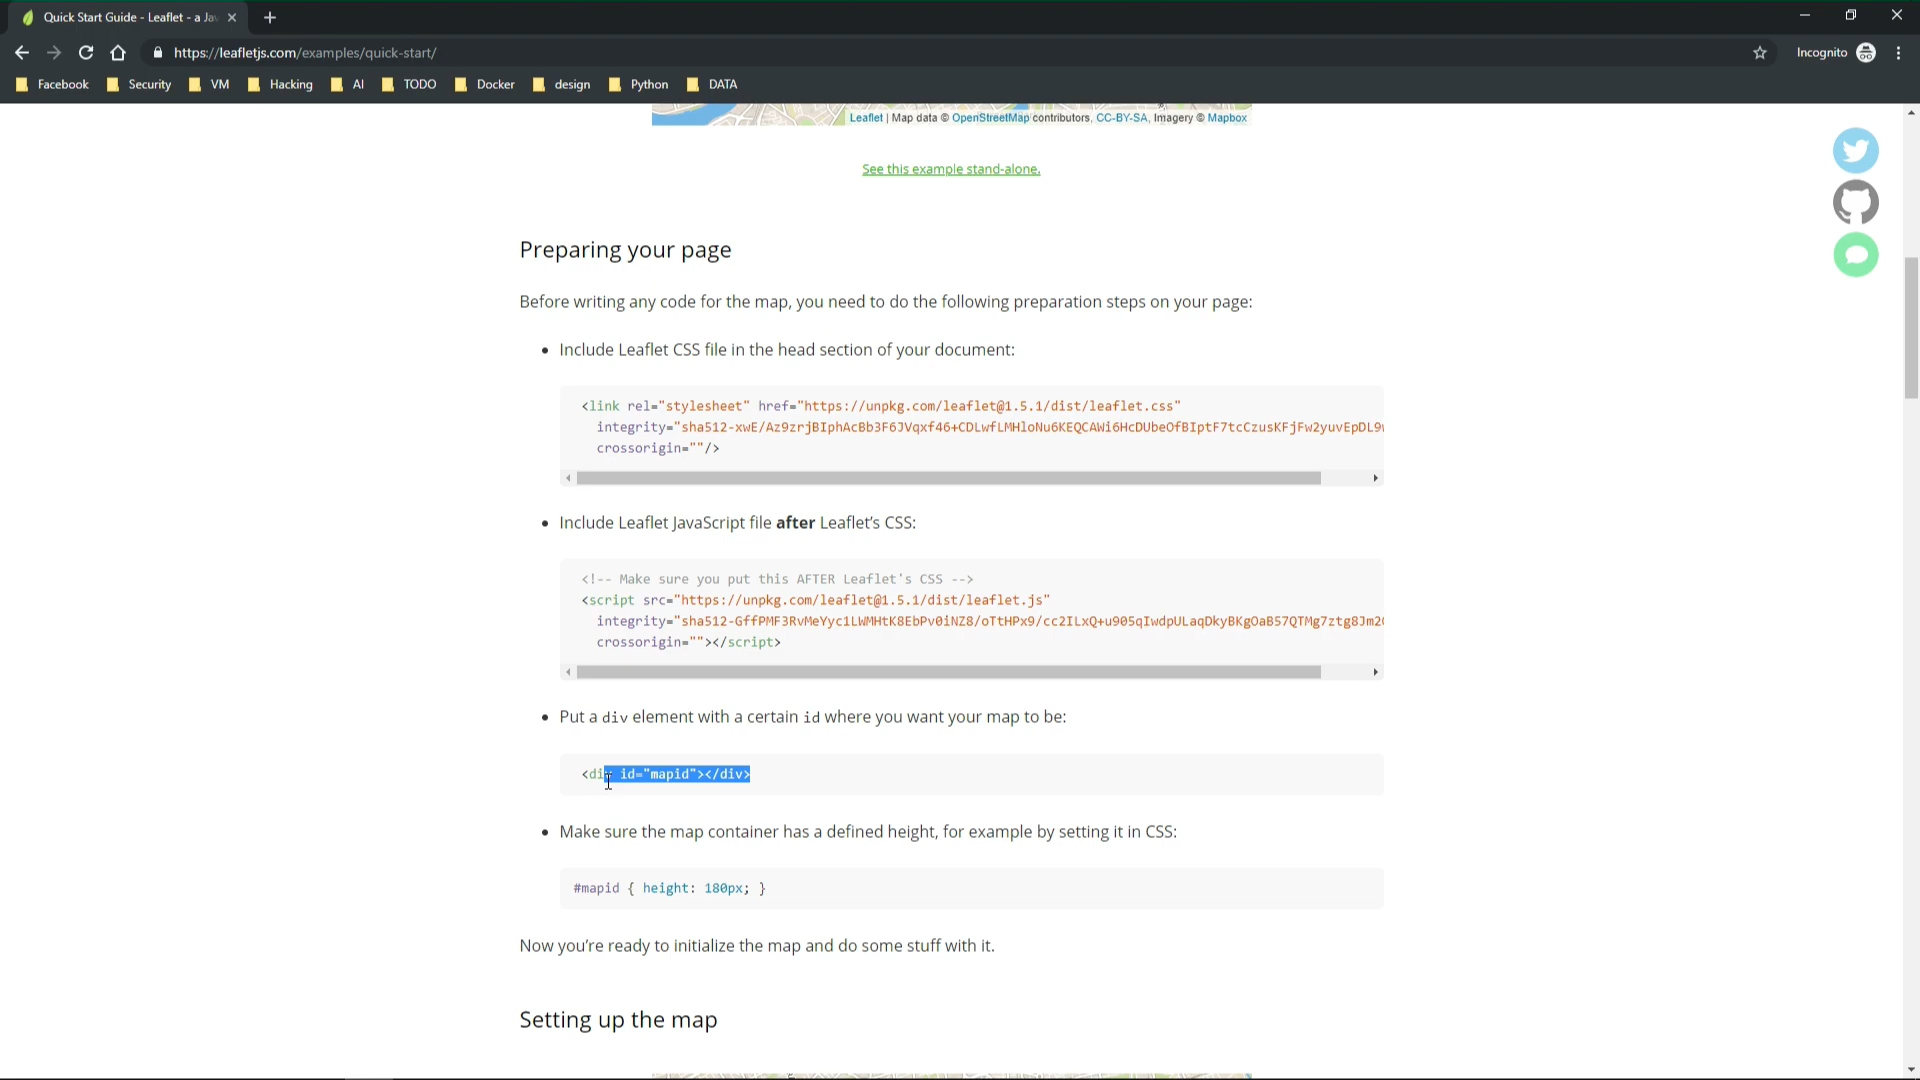 Quick Start Guide - Leaflet - a Ja
https://leafletjs.com/examples/quick-start/
Incognito
Facebook Security VM Hacking AI TODO Docker design Python DATA
Leaflet | Map data © OpenStreetMap contributors, CC-BY-SA, Imagery © Mapbox
See this example stand-alone.
Preparing your page
Before writing any code for the map, you need to do the following preparation steps on your page:
• Include Leaflet CSS file in the head section of your document:
<link rel="stylesheet" href="https://unpkg.com/leaflet@1.5.1/dist/leaflet.css"
integrity="sha512-xwE/Az9zrjBIphAcBb3F6JVqxf46+CDLwfLMHloNu6KEQCAWi6HcDUbeOfBIptF7tcCzusKFjFw2yuvEpDL9
crossorigin=""/>
• Include Leaflet JavaScript file after Leaflet's CSS:
<!-- Make sure you put this AFTER Leaflet's CSS -->
<script src="https://unpkg.com/leaflet@1.5.1/dist/leaflet.js"
integrity="sha512-GffPMF3RvMeYyc1LWMHtK8EbPv0iNZ8/oTtHPx9/cc2ILxQ+u905qIwdpULaqDkyBKgOaB57QTMg7ztg8Jm2
crossorigin=""></script>
• Put a div element with a certain id where you want your map to be:
<div id="mapid"></div>
• Make sure the map container has a defined height, for example by setting it in CSS:
#mapid { height: 180px; }
Now you're ready to initialize the map and do some stuff with it.
Setting up the map